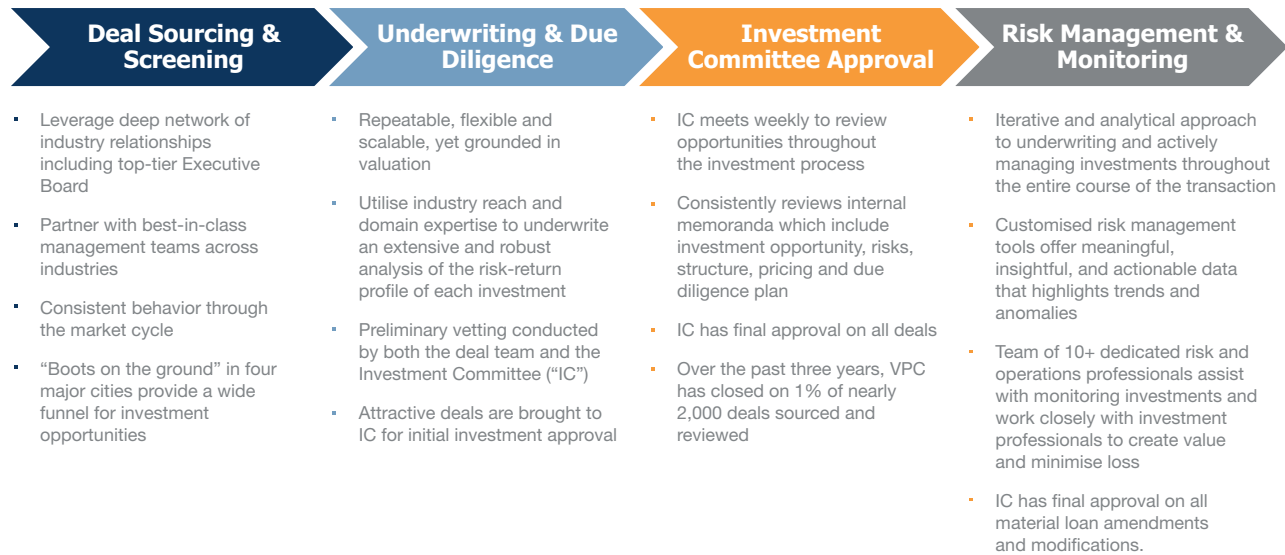 Deal Sourcing &
Screening
Underwriting & Due
Diligence
Investment
Committee Approval
Risk Management &
Monitoring
▪ Leverage deep network of
industry relationships
including top-tier Executive
Board
▪ Partner with best-in-class
management teams across
industries
▪ Consistent behavior through
the market cycle
▪ “Boots on the ground” in four
major cities provide a wide
funnel for investment
opportunities
▪ Repeatable, flexible and
scalable, yet grounded in
valuation
▪ Utilise industry reach and
domain expertise to underwrite
an extensive and robust
analysis of the risk-return
profile of each investment
▪ Preliminary vetting conducted
by both the deal team and the
Investment Committee (“IC”)
▪ Attractive deals are brought to
IC for initial investment approval
▪ IC meets weekly to review
opportunities throughout
the investment process
▪ Consistently reviews internal
memoranda which include
investment opportunity, risks,
structure, pricing and due
diligence plan
▪ IC has final approval on all deals
▪ Over the past three years, VPC
has closed on 1% of nearly
2,000 deals sourced and
reviewed
▪ Iterative and analytical approach
to underwriting and actively
managing investments throughout
the entire course of the transaction
▪ Customised risk management
tools offer meaningful,
insightful, and actionable data
that highlights trends and
anomalies
▪ Team of 10+ dedicated risk and
operations professionals assist
with monitoring investments and
work closely with investment
professionals to create value
and minimise loss
▪ IC has final approval on all
material loan amendments
and modifications.